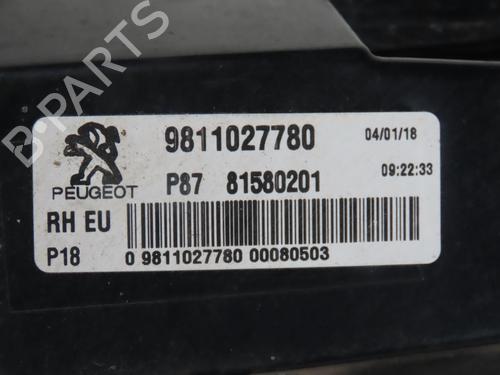 B-PARTS
9811027780 04/01/18
PEUGEOT P87 81580201 09:22:33
RH EU
P18 0 9811027780 00080503